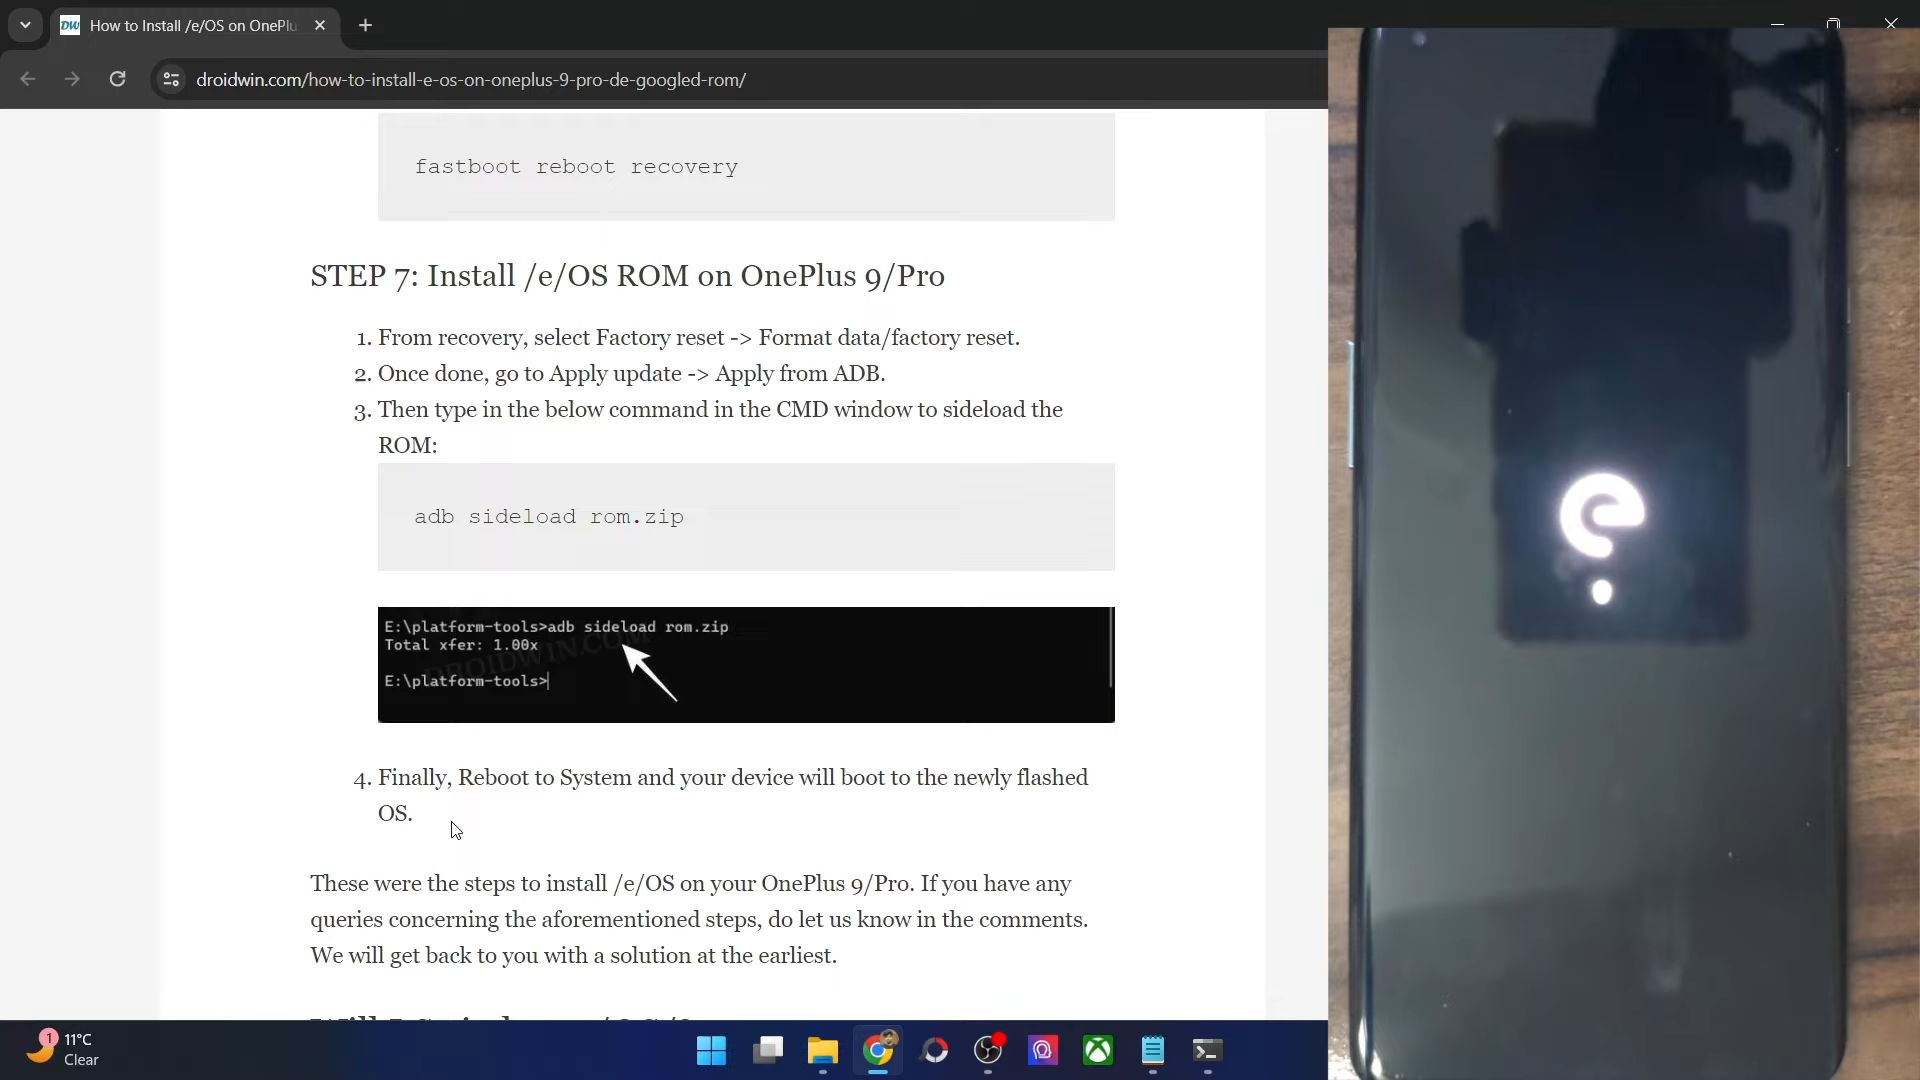 How to Install /e/OS on OnePlu
droidwin.com/how-to-install-e-os-on-oneplus-9-pro-de-googled-rom/
fastboot reboot recovery
STEP 7: Install /e/OS ROM on OnePlus 9/Pro
1. From recovery, select Factory reset -> Format data/factory reset.
2. Once done, go to Apply update -> Apply from ADB.
3. Then type in the below command in the CMD window to sideload the
ROM:
adb sideload rom.zip
E:\platform-tools>adb sideload rom.zip
Total xfer: 1.00x
DROIDWIN.COM
E:\platform-tools>
4. Finally, Reboot to System and your device will boot to the newly flashed
OS.
These were the steps to install /e/OS on your OnePlus 9/Pro. If you have any
queries concerning the aforementioned steps, do let us know in the comments.
We will get back to you with a solution at the earliest.
1
11°C
Clear
e